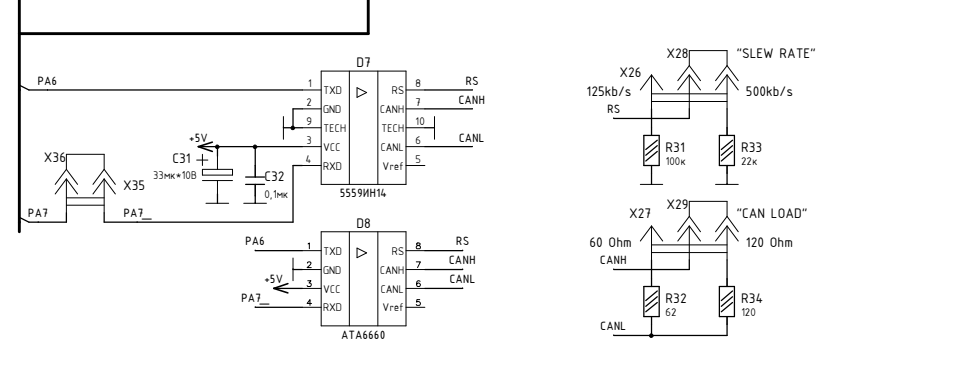 D7
PA6
1 TXD RS 8 RS
2 GND CANH 7 CANH
9 TECH TECH 10
3 VCC CANL 6 CANL
4 RXD Vref 5
5559ИН14
+5V
C31 +
33мк*10В
C32
0,1мк
X36
X35
PA7
PA7_
D8
PA6
1 TXD RS 8 RS
2 GND CANH 7 CANH
+5V
3 VCC CANL 6 CANL
PA7_
4 RXD Vref 5
ATA6660
X28 "SLEW RATE"
X26
125kb/s 500kb/s
RS
R31 R33
100к 22к
X29
X27 "CAN LOAD"
60 Ohm 120 Ohm
CANH
R32 R34
62 120
CANL